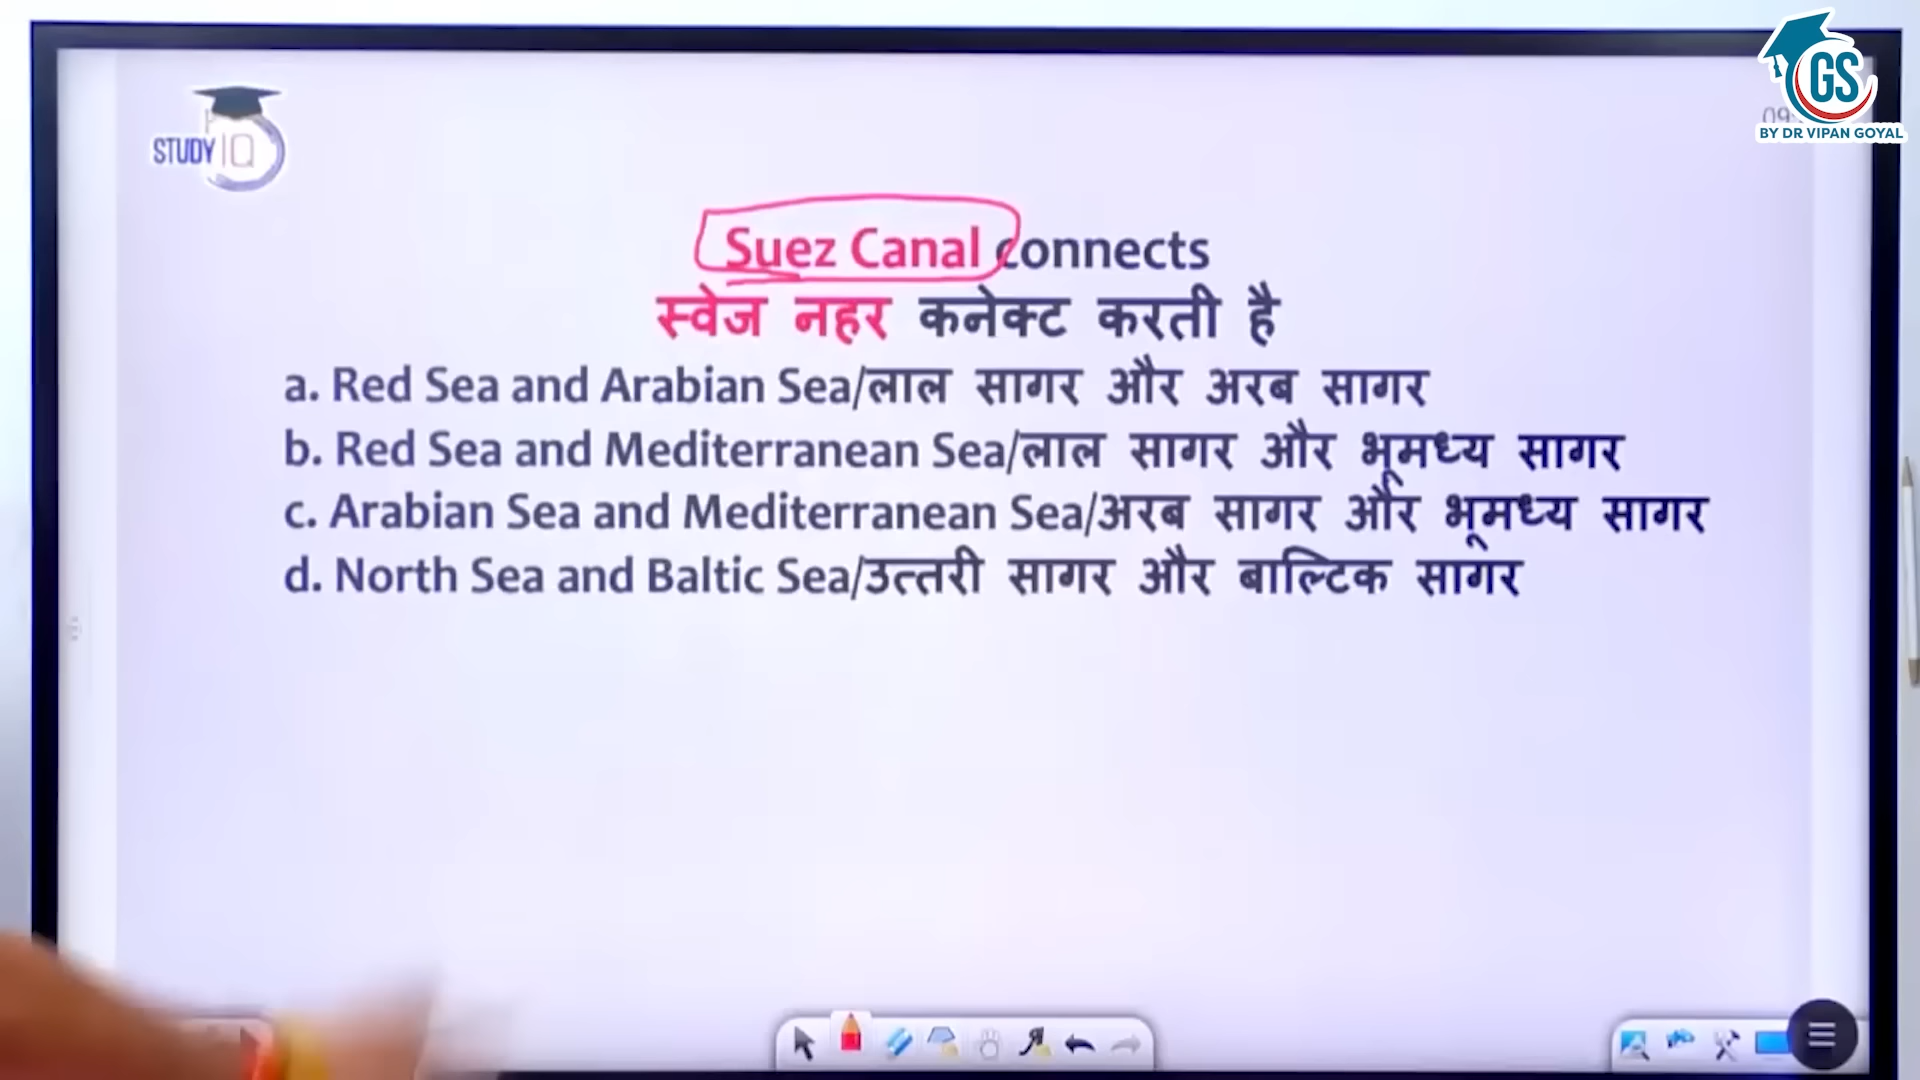 STUDY IQ
GS
BY DR VIPAN GOYAL
Suez Canal connects
स्वेज नहर कनेक्ट करती है
a. Red Sea and Arabian Sea/लाल सागर और अरब सागर
b. Red Sea and Mediterranean Sea/लाल सागर और भूमध्य सागर
c. Arabian Sea and Mediterranean Sea/अरब सागर और भूमध्य सागर
d. North Sea and Baltic Sea/उत्तरी सागर और बाल्टिक सागर